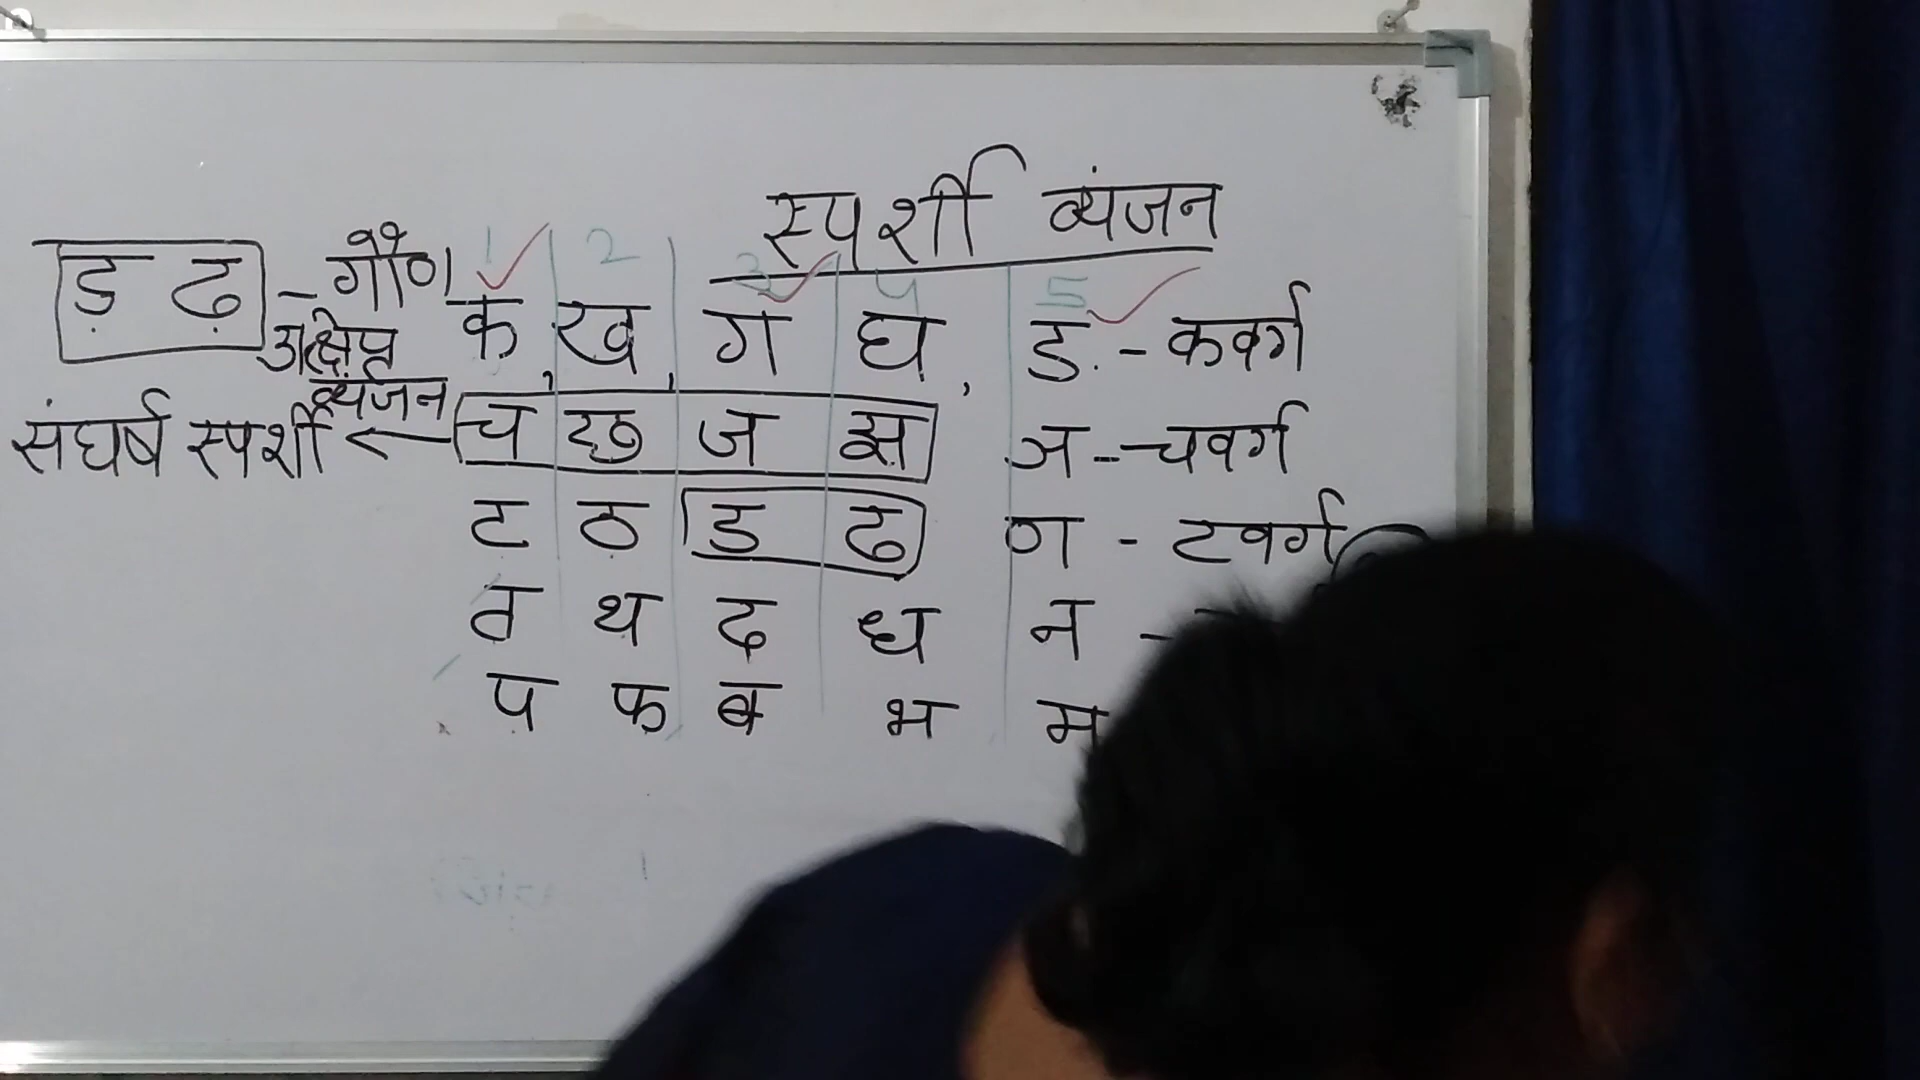 स्पर्शी व्यंजन
1 2 3 4 5
ड़ ढ़ - गौण
उत्क्षिप्त
व्यंजन
क, ख, ग घ, ङ - कवर्ग
संघर्ष स्पर्शी ← च छ ज झ ञ - चवर्ग
ट ठ ड ढ ण - टवर्ग
त थ द ध न -
प फ ब भ म